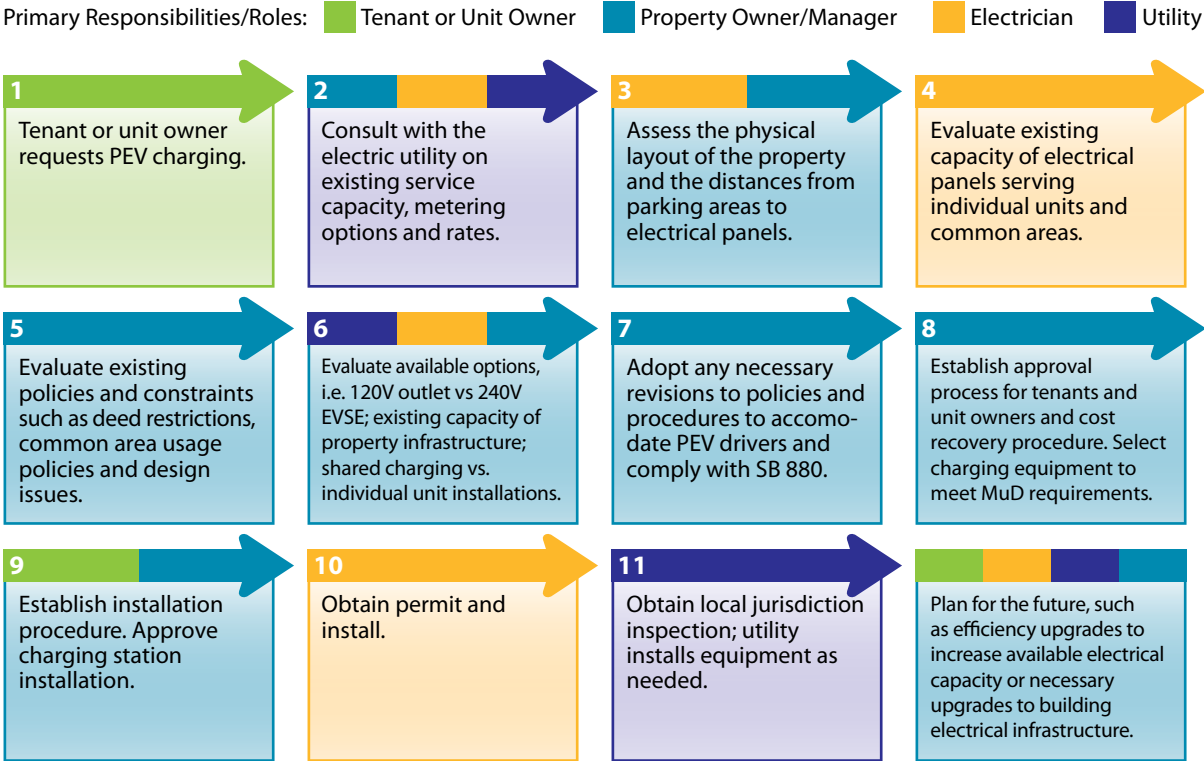 Primary Responsibilities/Roles: Tenant or Unit Owner Property Owner/Manager Electrician Utility
1
Tenant or unit owner
requests PEV charging.
2
Consult with the
electric utility on
existing service
capacity, metering
options and rates.
3
Assess the physical
layout of the property
and the distances from
parking areas to
electrical panels.
4
Evaluate existing
capacity of electrical
panels serving
individual units and
common areas.
5
Evaluate existing
policies and constraints
such as deed restrictions,
common area usage
policies and design
issues.
6
Evaluate available options,
i.e. 120V outlet vs 240V
EVSE; existing capacity of
property infrastructure;
shared charging vs.
individual unit installations.
7
Adopt any necessary
revisions to policies and
procedures to accomo-
date PEV drivers and
comply with SB 880.
8
Establish approval
process for tenants and
unit owners and cost
recovery procedure. Select
charging equipment to
meet MuD requirements.
9
Establish installation
procedure. Approve
charging station
installation.
10
Obtain permit and
install.
11
Obtain local jurisdiction
inspection; utility
installs equipment as
needed.
Plan for the future, such
as efficiency upgrades to
increase available electrical
capacity or necessary
upgrades to building
electrical infrastructure.